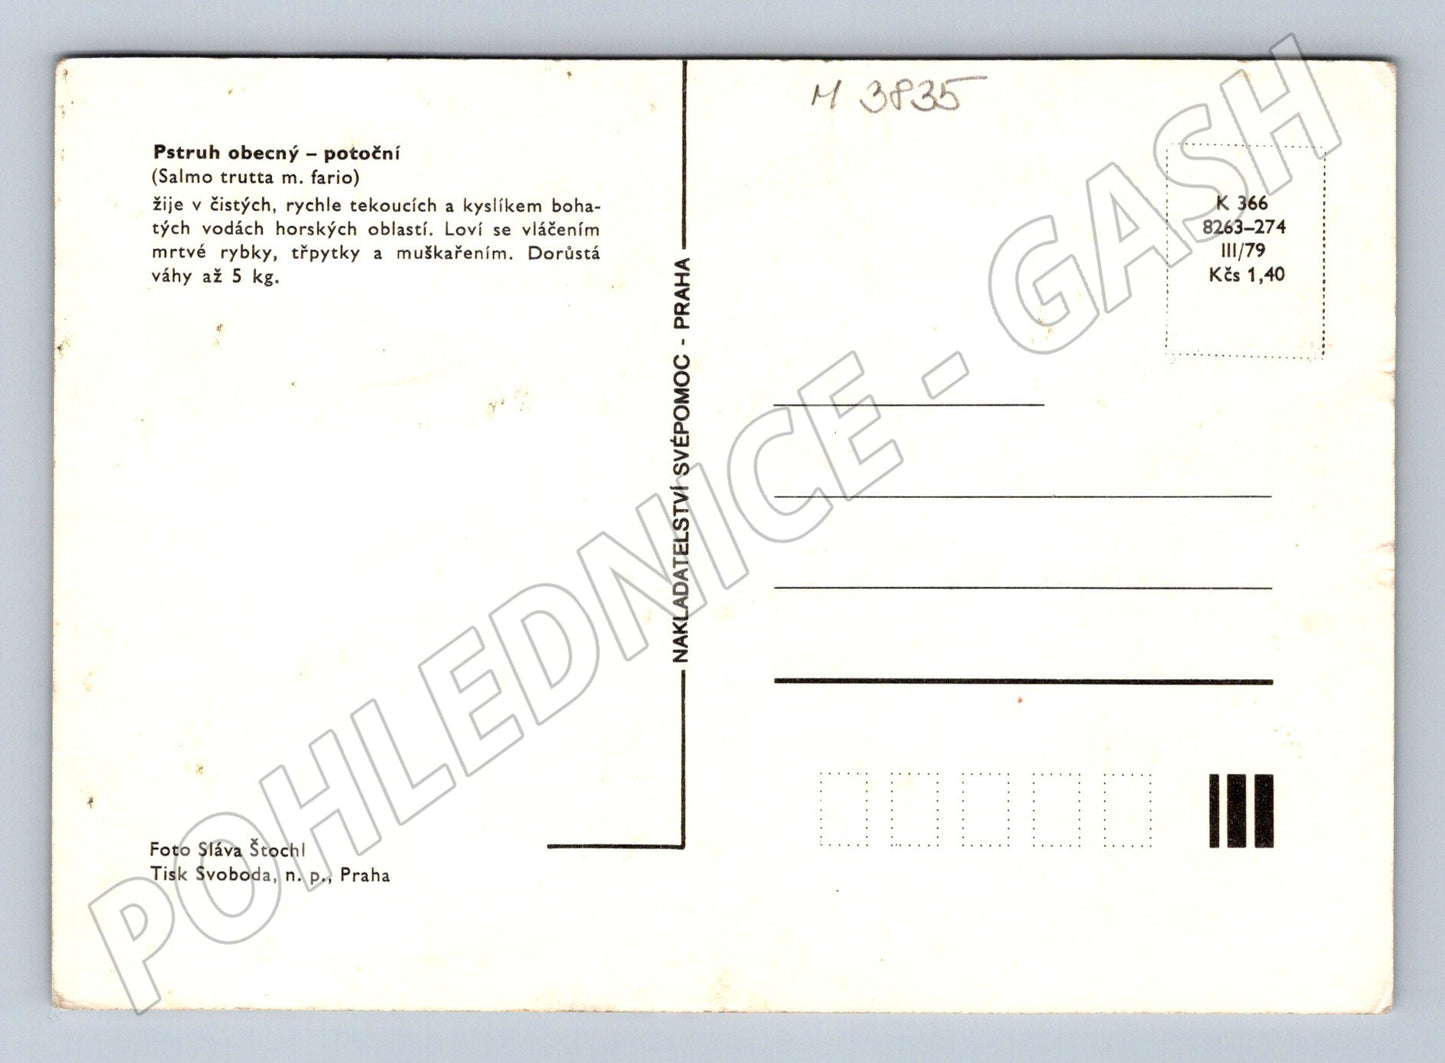 M 3835
Pstruh obecný – potoční
(Salmo trutta m. fario)
žije v čistých, rychle tekoucích a kyslíkem boha-
tých vodách horských oblastí. Loví se vláčením
mrtvé rybky, třpytky a muškařením. Dorůstá
váhy až 5 kg.
K 366
8263–274
III/79
Kčs 1,40
NAKLADATELSTVÍ SVÉPOMOC - PRAHA
Foto Sláva Štochl
Tisk Svoboda, n. p., Praha
POHLEDNICE - GASH